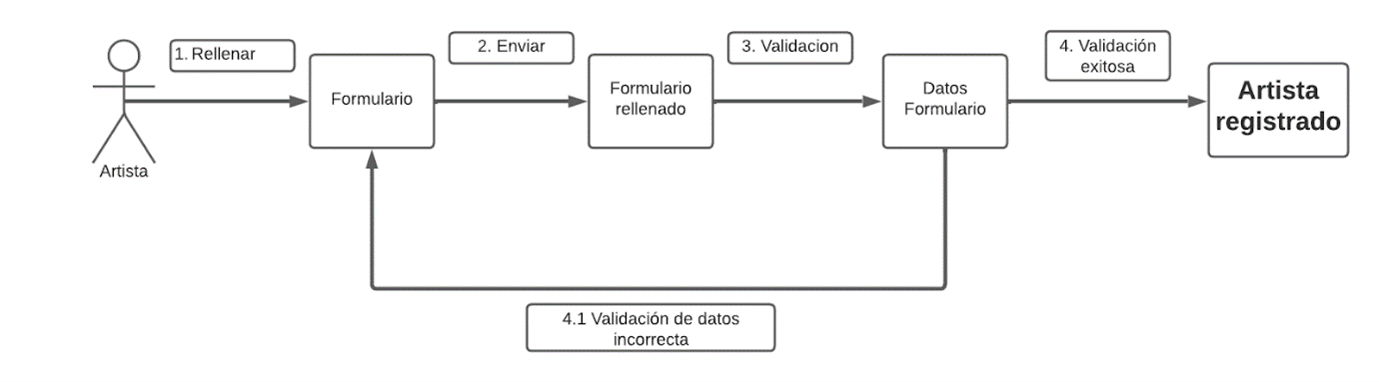 1. Rellenar
2. Enviar
3. Validacion
4. Validación
exitosa
Formulario
Formulario
rellenado
Datos
Formulario
Artista
registrado
Artista
4.1 Validación de datos
incorrecta